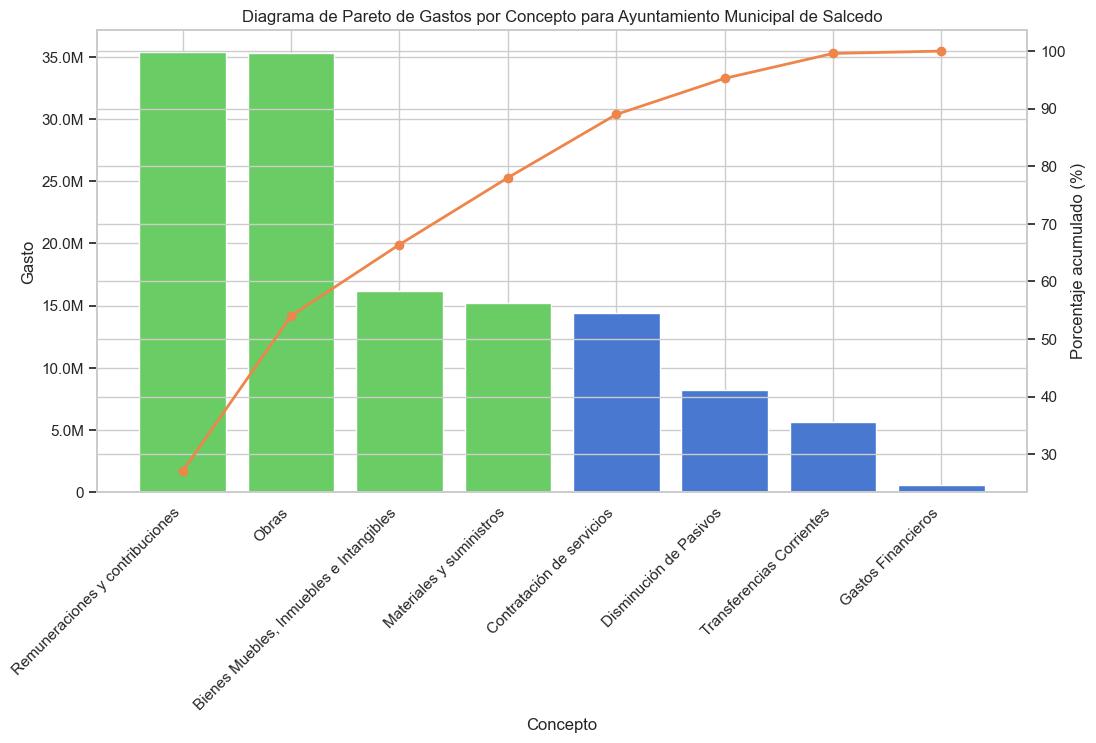 Diagrama de Pareto de Gastos por Concepto para Ayuntamiento Municipal de Salcedo
Gasto
35.0M
30.0M
25.0M
20.0M
15.0M
10.0M
5.0M
0
Porcentaje acumulado (%)
100
90
80
70
60
50
40
30
Remuneraciones y contribuciones
Obras
Bienes Muebles, Inmuebles e Intangibles
Materiales y suministros
Contratación de servicios
Disminución de Pasivos
Transferencias Corrientes
Gastos Financieros
Concepto